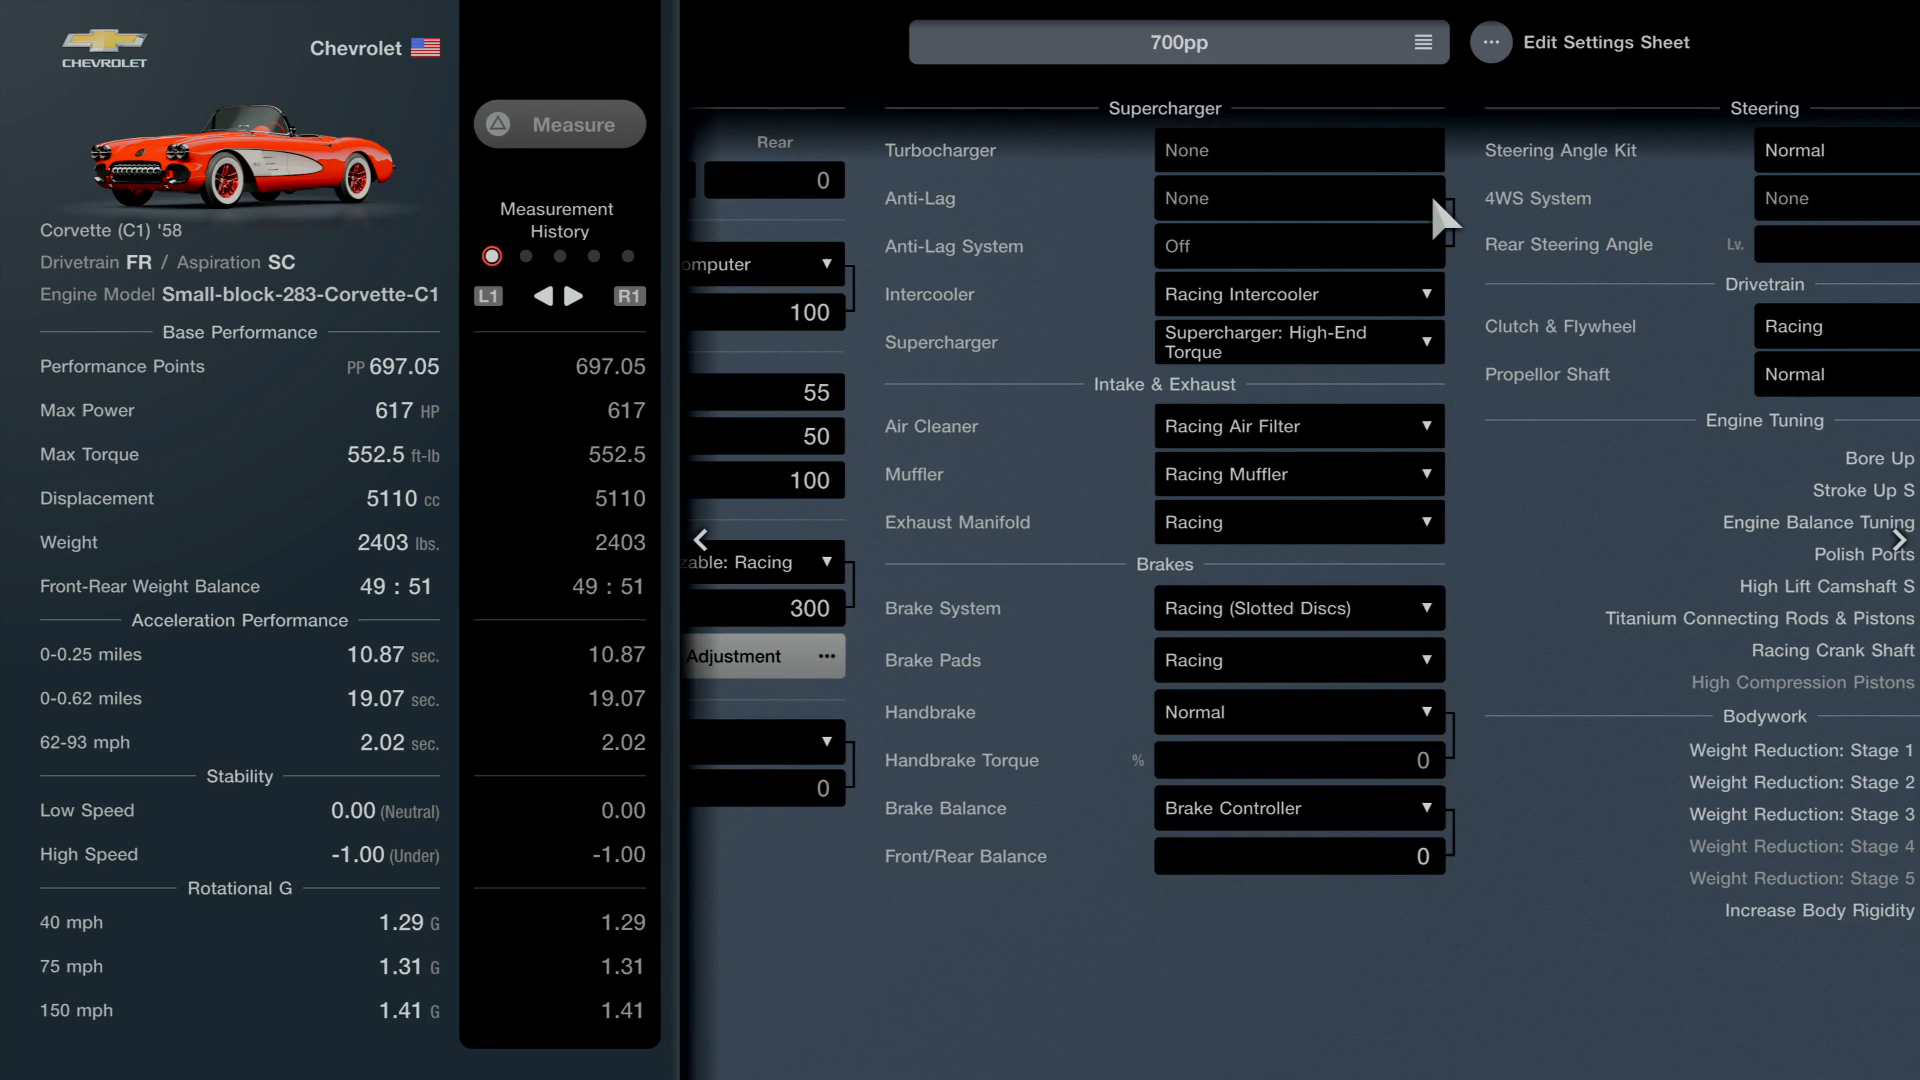 CHEVROLET
Chevrolet
Corvette (C1) '58
Drivetrain FR / Aspiration SC
Engine Model Small-block-283-Corvette-C1
Base Performance
Performance Points PP 697.05
Max Power 617 HP
Max Torque 552.5 ft-lb
Displacement 5110 cc
Weight 2403 lbs.
Front-Rear Weight Balance 49 : 51
Acceleration Performance
0-0.25 miles 10.87 sec.
0-0.62 miles 19.07 sec.
62-93 mph 2.02 sec.
Stability
Low Speed 0.00 (Neutral)
High Speed -1.00 (Under)
Rotational G
40 mph 1.29 G
75 mph 1.31 G
150 mph 1.41 G
Measure
Measurement
History
L1 R1
697.05
617
552.5
5110
2403
49 : 51
10.87
19.07
2.02
0.00
-1.00
1.29
1.31
1.41
700pp
Edit Settings Sheet
Rear
0
omputer
100
55
50
100
zable: Racing
300
Adjustment
0
Supercharger
Turbocharger None
Anti-Lag None
Anti-Lag System Off
Intercooler Racing Intercooler
Supercharger Supercharger: High-End
Torque
Intake & Exhaust
Air Cleaner Racing Air Filter
Muffler Racing Muffler
Exhaust Manifold Racing
Brakes
Brake System Racing (Slotted Discs)
Brake Pads Racing
Handbrake Normal
Handbrake Torque % 0
Brake Balance Brake Controller
Front/Rear Balance 0
Steering
Steering Angle Kit Normal
4WS System None
Rear Steering Angle Lv.
Drivetrain
Clutch & Flywheel Racing
Propellor Shaft Normal
Engine Tuning
Bore Up
Stroke Up S
Engine Balance Tuning
Polish Ports
High Lift Camshaft S
Titanium Connecting Rods & Pistons
Racing Crank Shaft
High Compression Pistons
Bodywork
Weight Reduction: Stage 1
Weight Reduction: Stage 2
Weight Reduction: Stage 3
Weight Reduction: Stage 4
Weight Reduction: Stage 5
Increase Body Rigidity